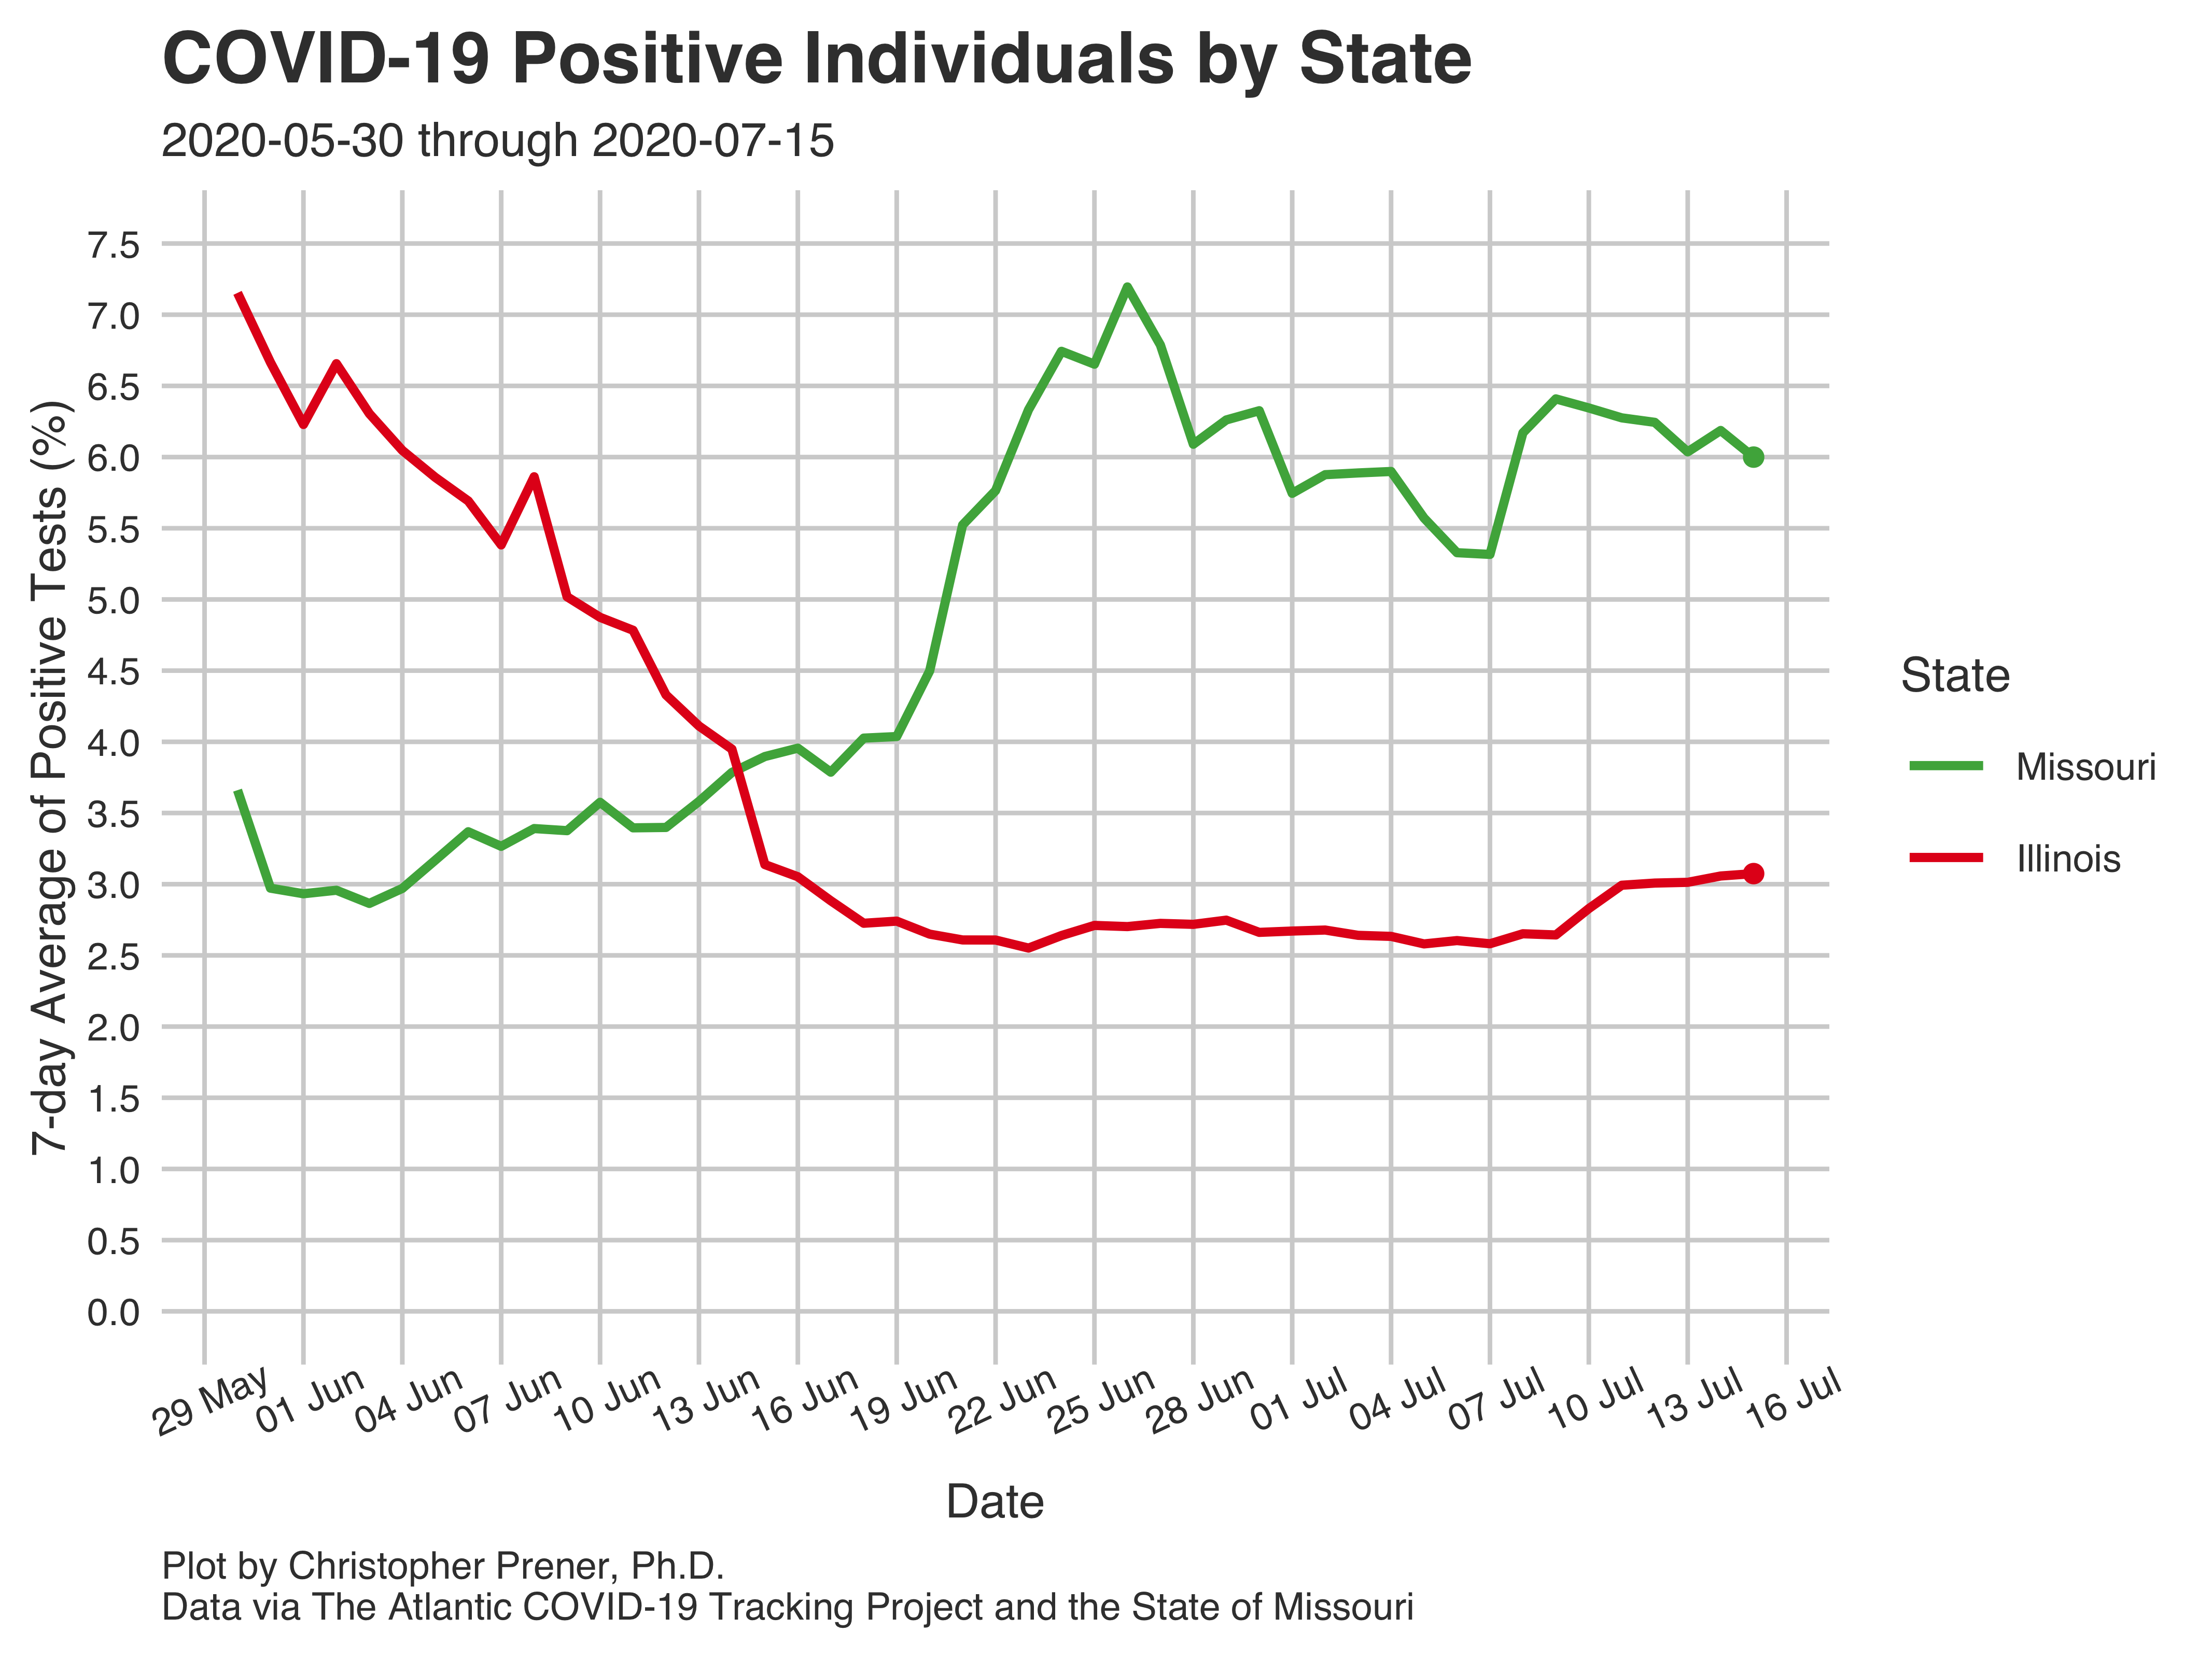 COVID-19 Positive Individuals by State
2020-05-30 through 2020-07-15
7-day Average of Positive Tests (%)
7.5
7.0
6.5
6.0
5.5
5.0
4.5
4.0
3.5
3.0
2.5
2.0
1.5
1.0
0.5
0.0
29 May
01 Jun
04 Jun
07 Jun
10 Jun
13 Jun
16 Jun
19 Jun
22 Jun
25 Jun
28 Jun
01 Jul
04 Jul
07 Jul
10 Jul
13 Jul
16 Jul
Date
State
Missouri
Illinois
Plot by Christopher Prener, Ph.D.
Data via The Atlantic COVID-19 Tracking Project and the State of Missouri